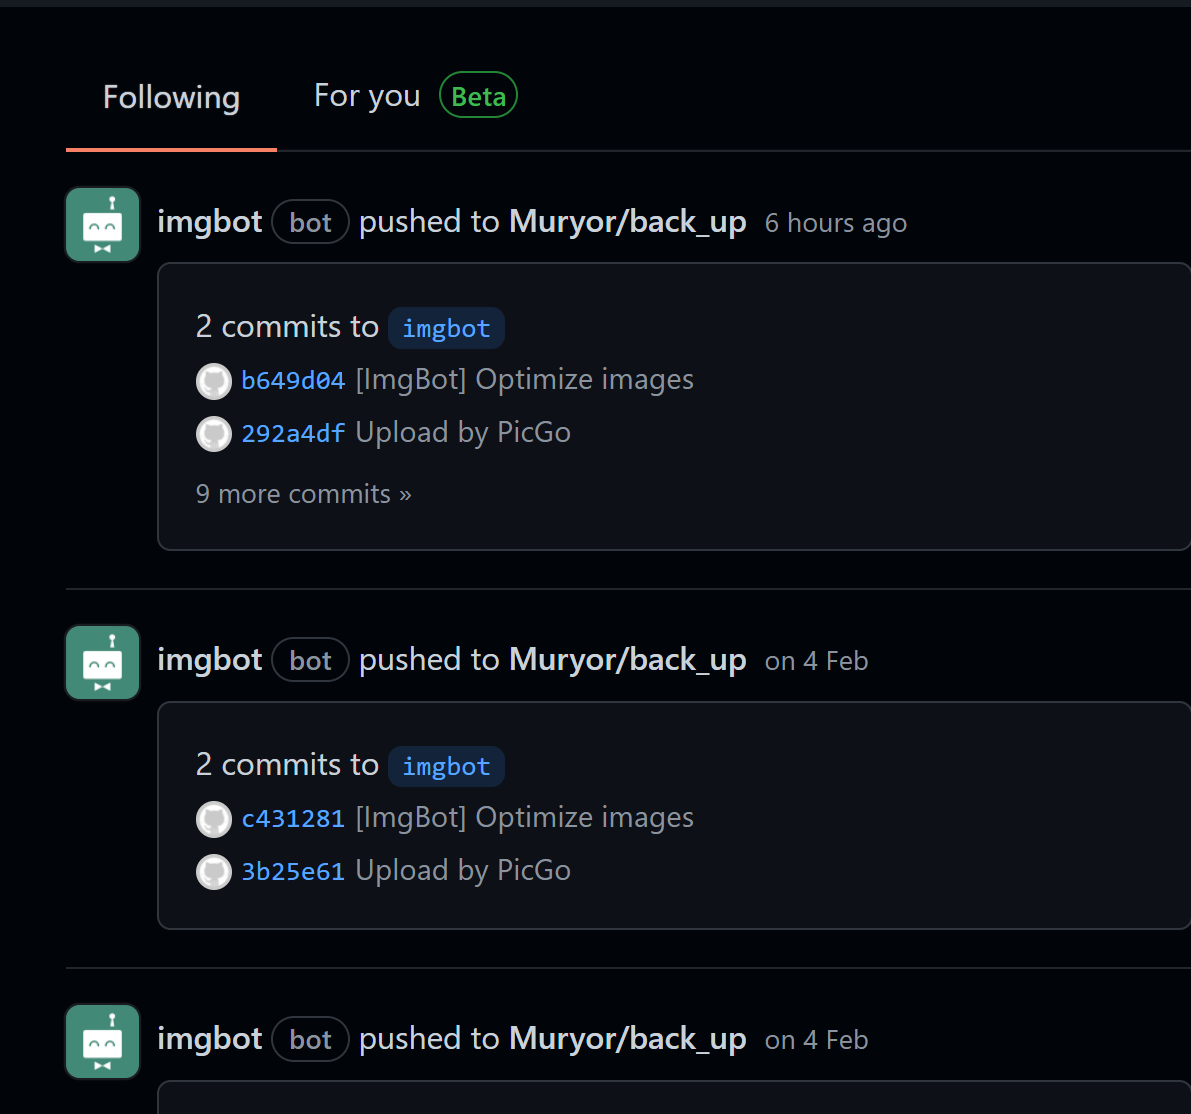 Following For you Beta
imgbot bot pushed to Muryor/back_up 6 hours ago
2 commits to imgbot
b649d04 [ImgBot] Optimize images
292a4df Upload by PicGo
9 more commits »
imgbot bot pushed to Muryor/back_up on 4 Feb
2 commits to imgbot
c431281 [ImgBot] Optimize images
3b25e61 Upload by PicGo
imgbot bot pushed to Muryor/back_up on 4 Feb